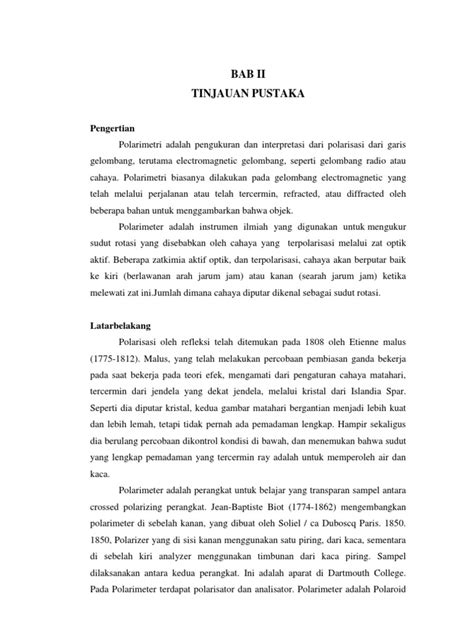 BAB II
TINJAUAN PUSTAKA
Pengertian
Polarimetri adalah pengukuran dan interpretasi dari polarisasi dari garis
gelombang, terutama electromagnetic gelombang, seperti gelombang radio atau
cahaya. Polarimetri biasanya dilakukan pada gelombang electromagnetic yang
telah melalui perjalanan atau telah tercermin, refracted, atau diffracted oleh
beberapa bahan untuk menggambarkan bahwa objek.
Polarimeter adalah instrumen ilmiah yang digunakan untuk mengukur
sudut rotasi yang disebabkan oleh cahaya yang terpolarisasi melalui zat optik
aktif. Beberapa zatkimia aktif optik, dan terpolarisasi, cahaya akan berputar baik
ke kiri (berlawanan arah jarum jam) atau kanan (searah jarum jam) ketika
melewati zat ini.Jumlah dimana cahaya diputar dikenal sebagai sudut rotasi.
Latarbelakang
Polarisasi oleh refleksi telah ditemukan pada 1808 oleh Etienne malus
(1775-1812). Malus, yang telah melakukan percobaan pembiasan ganda bekerja
pada saat bekerja pada teori efek, mengamati dari pengaturan cahaya matahari,
tercermin dari jendela yang dekat jendela, melalui kristal dari Islandia Spar.
Seperti dia diputar kristal, kedua gambar matahari bergantian menjadi lebih kuat
dan lebih lemah, tetapi tidak pernah ada pemadaman lengkap. Hampir sekaligus
dia berulang percobaan dikontrol kondisi di bawah, dan menemukan bahwa sudut
yang lengkap pemadaman yang tercermin ray adalah untuk memperoleh air dan
kaca.
Polarimeter adalah perangkat untuk belajar yang transparan sampel antara
crossed polarizing perangkat. Jean-Baptiste Biot (1774-1862) mengembangkan
polarimeter di sebelah kanan, yang dibuat oleh Soliel / ca Duboscq Paris. 1850.
1850, Polarizer yang di sisi kanan menggunakan satu piring, dari kaca, sementara
di sebelah kiri analyzer menggunakan timbunan dari kaca piring. Sampel
dilaksanakan antara kedua perangkat. Ini adalah aparat di Dartmouth College.
Pada Polarimeter terdapat polarisator dan analisator. Polarimeter adalah Polaroid